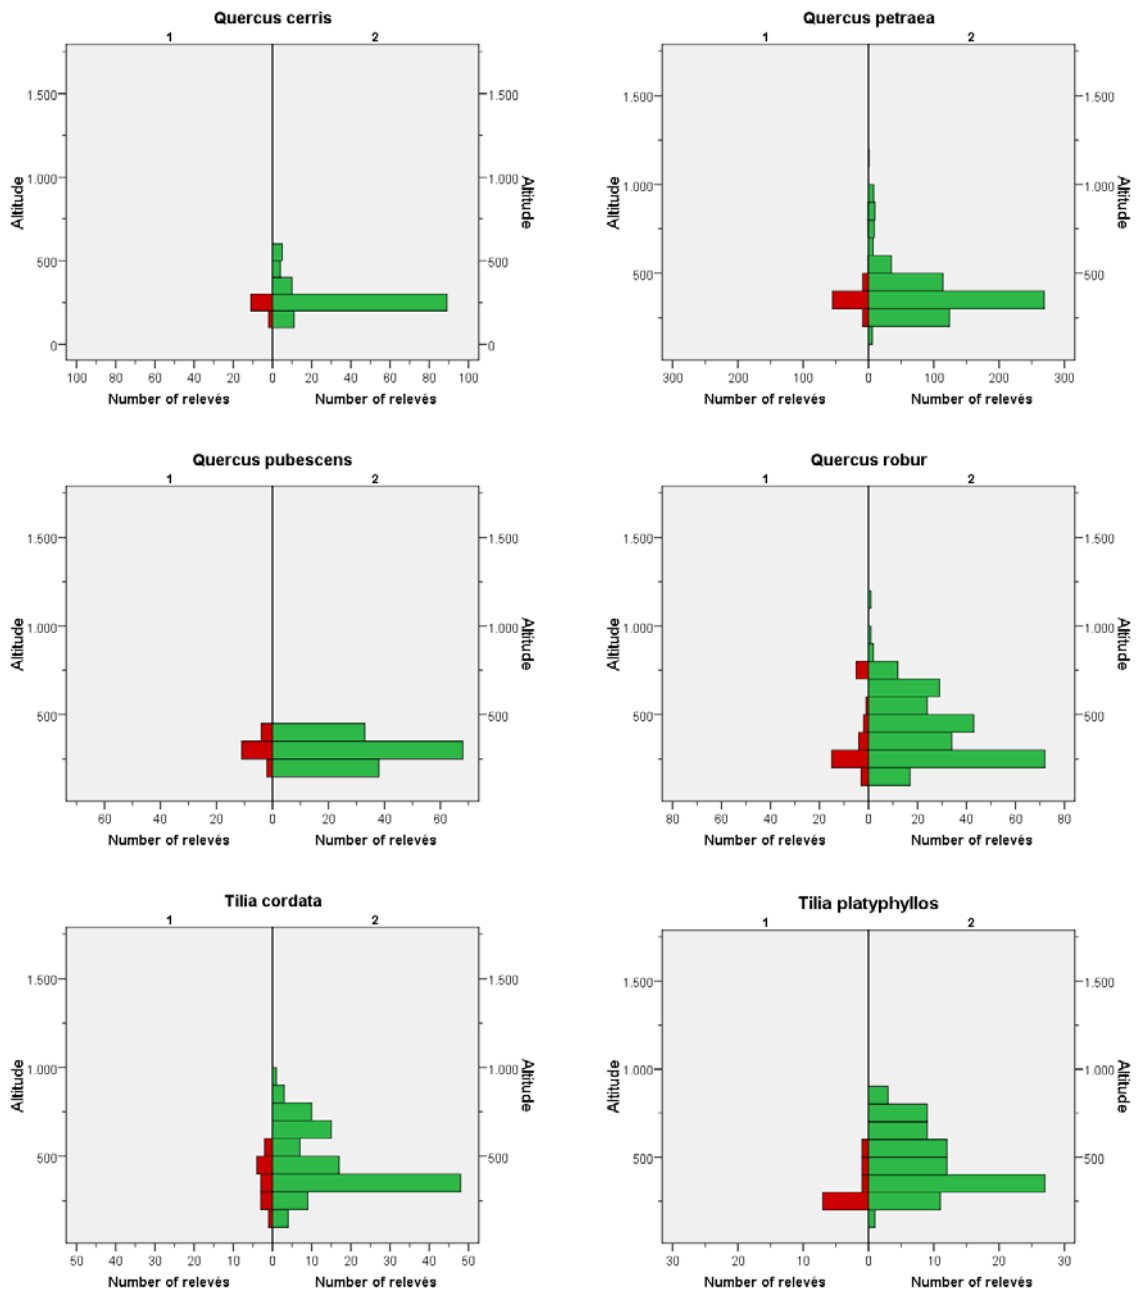 Quercus cerris
1 2
Altitude
1.500 1.500
1.000 1.000
500 500
0 0
Altitude
100 80 60 40 20 0 20 40 60 80 100
Number of relevés Number of relevés
Quercus petraea
1 2
Altitude
1.500 1.500
1.000 1.000
500 500
Altitude
300 200 100 0 100 200 300
Number of relevés Number of relevés
Quercus pubescens
1 2
Altitude
1.500 1.500
1.000 1.000
500 500
Altitude
60 40 20 0 20 40 60
Number of relevés Number of relevés
Quercus robur
1 2
Altitude
1.500 1.500
1.000 1.000
500 500
Altitude
80 60 40 20 0 20 40 60 80
Number of relevés Number of relevés
Tilia cordata
1 2
Altitude
1.500 1.500
1.000 1.000
500 500
Altitude
50 40 30 20 10 0 10 20 30 40 50
Number of relevés Number of relevés
Tilia platyphyllos
1 2
Altitude
1.500 1.500
1.000 1.000
500 500
Altitude
30 20 10 0 10 20 30
Number of relevés Number of relevés